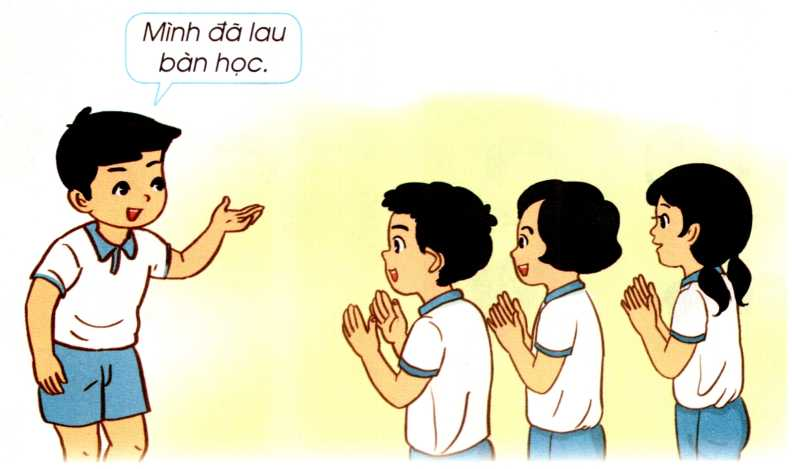 Mình đã lau
bàn học.